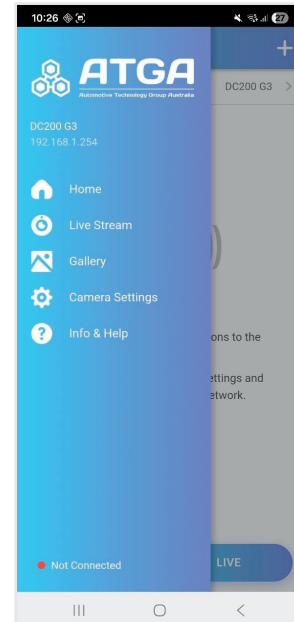 10:26
27
ATGA
Automotive Technology Group Australia
DC200 G3
DC200 G3
192.168.1.254
Home
Live Stream
Gallery
Camera Settings
Info & Help
ons to the
ettings and
etwork.
Not Connected
LIVE